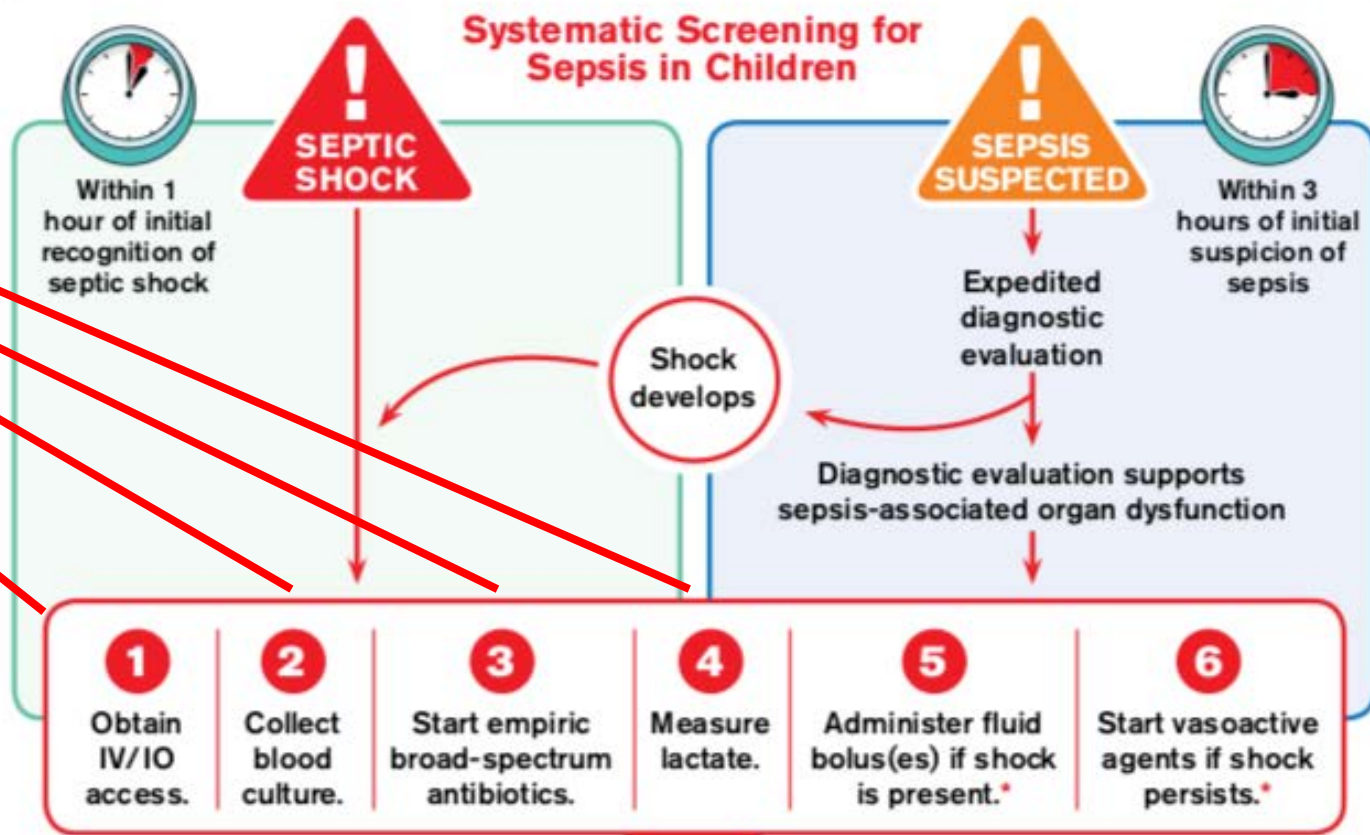 Systematic Screening for
Sepsis in Children
!
SEPTIC
SHOCK
Within 1
hour of initial
recognition of
septic shock
!
SEPSIS
SUSPECTED
Within 3
hours of initial
suspicion of
sepsis
Expedited
diagnostic
evaluation
Shock
develops
Diagnostic evaluation supports
sepsis-associated organ dysfunction
1
Obtain
IV/IO
access.
2
Collect
blood
culture.
3
Start empiric
broad-spectrum
antibiotics.
4
Measure
lactate.
5
Administer fluid
bolus(es) if shock
is present.*
6
Start vasoactive
agents if shock
persists.*